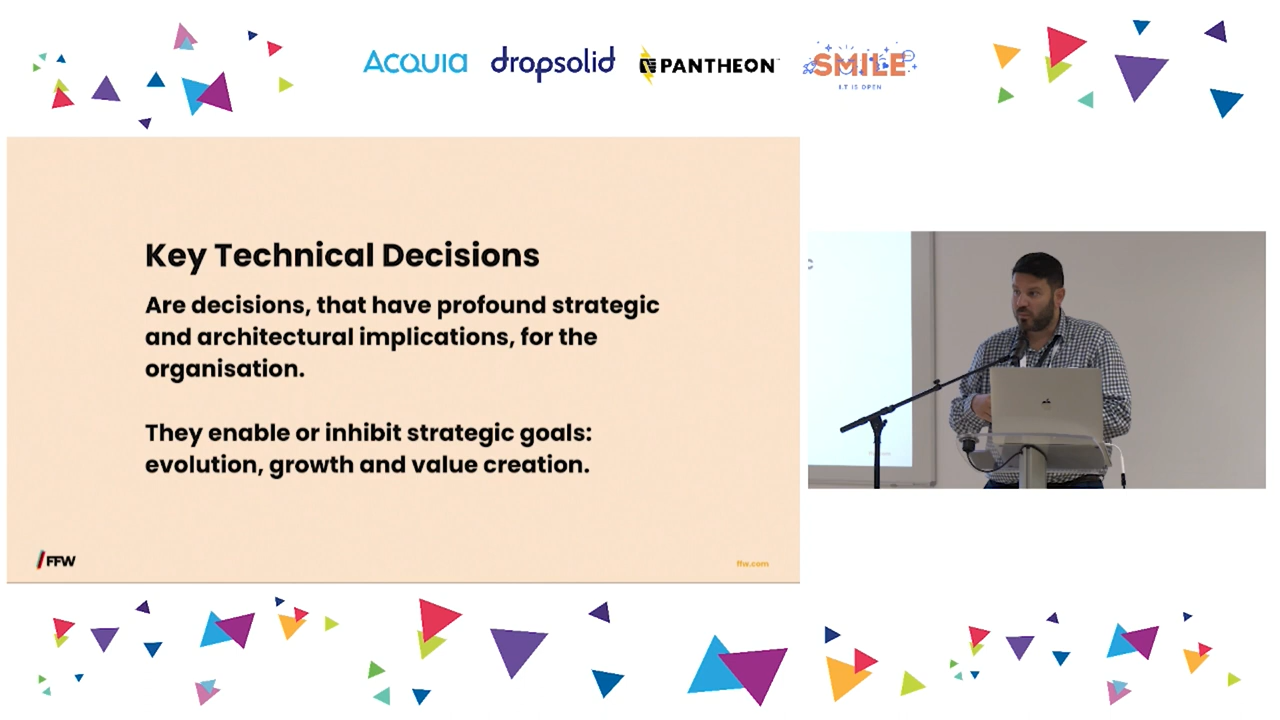 ACQUIA
dropsolid
PANTHEON
SMILE
I.T IS OPEN
Key Technical Decisions
Are decisions, that have profound strategic
and architectural implications, for the
organisation.
They enable or inhibit strategic goals:
evolution, growth and value creation.
/FFW
ffw.com